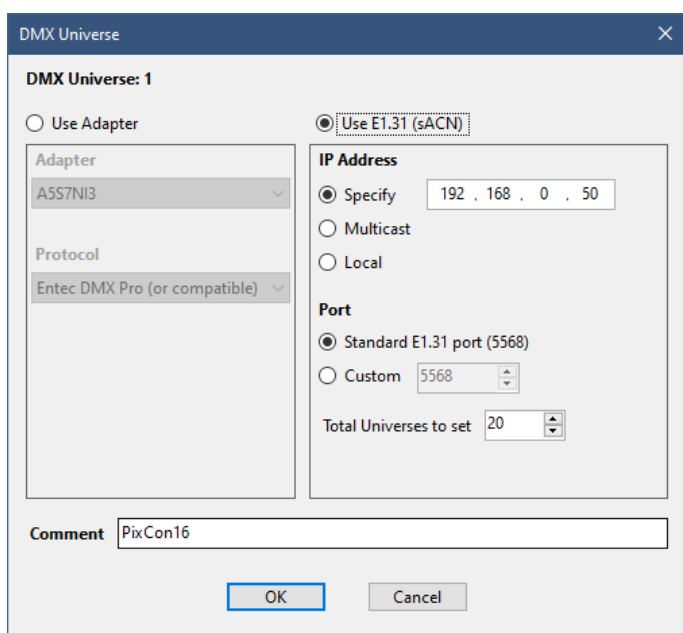 DMX Universe
DMX Universe: 1
Use Adapter
Use E1.31 (sACN)
Adapter
A5S7NI3
Protocol
Entec DMX Pro (or compatible)
IP Address
Specify 192 . 168 . 0 . 50
Multicast
Local
Port
Standard E1.31 port (5568)
Custom 5568
Total Universes to set 20
Comment PixCon16
OK
Cancel